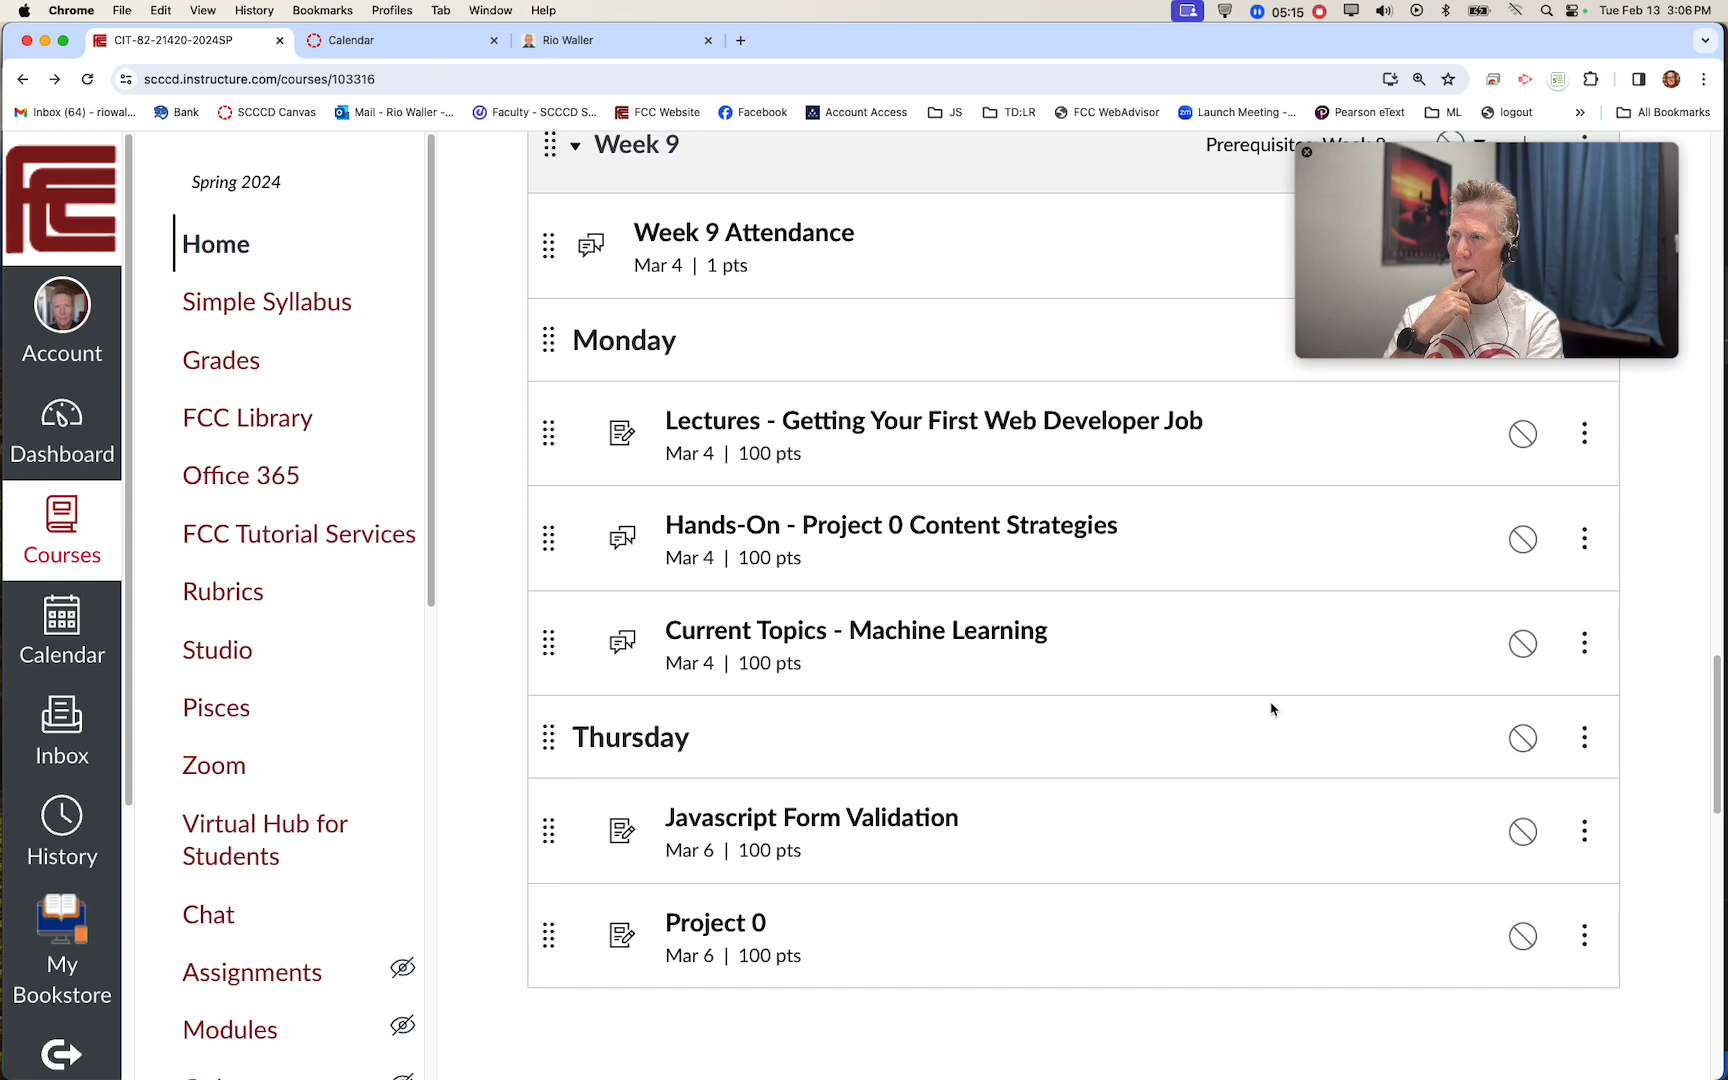 Chrome File Edit View History Bookmarks Profiles Tab Window Help 05:15 Tue Feb 13 3:06 PM
CIT-82-21420-2024SP Calendar Rio Waller
scccd.instructure.com/courses/103316
Inbox (64) - riowal... Bank SCCCD Canvas Mail - Rio Waller -... Faculty - SCCCD S... FCC Website Facebook Account Access JS TD:LR FCC WebAdvisor Launch Meeting -... Pearson eText ML logout » All Bookmarks
FCC
Account
Dashboard
Courses
Calendar
Inbox
History
My
Bookstore
Spring 2024
Home
Simple Syllabus
Grades
FCC Library
Office 365
FCC Tutorial Services
Rubrics
Studio
Pisces
Zoom
Virtual Hub for
Students
Chat
Assignments
Modules
Week 9 Prerequisites: Week 8
Week 9 Attendance
Mar 4 | 1 pts
Monday
Lectures - Getting Your First Web Developer Job
Mar 4 | 100 pts
Hands-On - Project 0 Content Strategies
Mar 4 | 100 pts
Current Topics - Machine Learning
Mar 4 | 100 pts
Thursday
Javascript Form Validation
Mar 6 | 100 pts
Project 0
Mar 6 | 100 pts